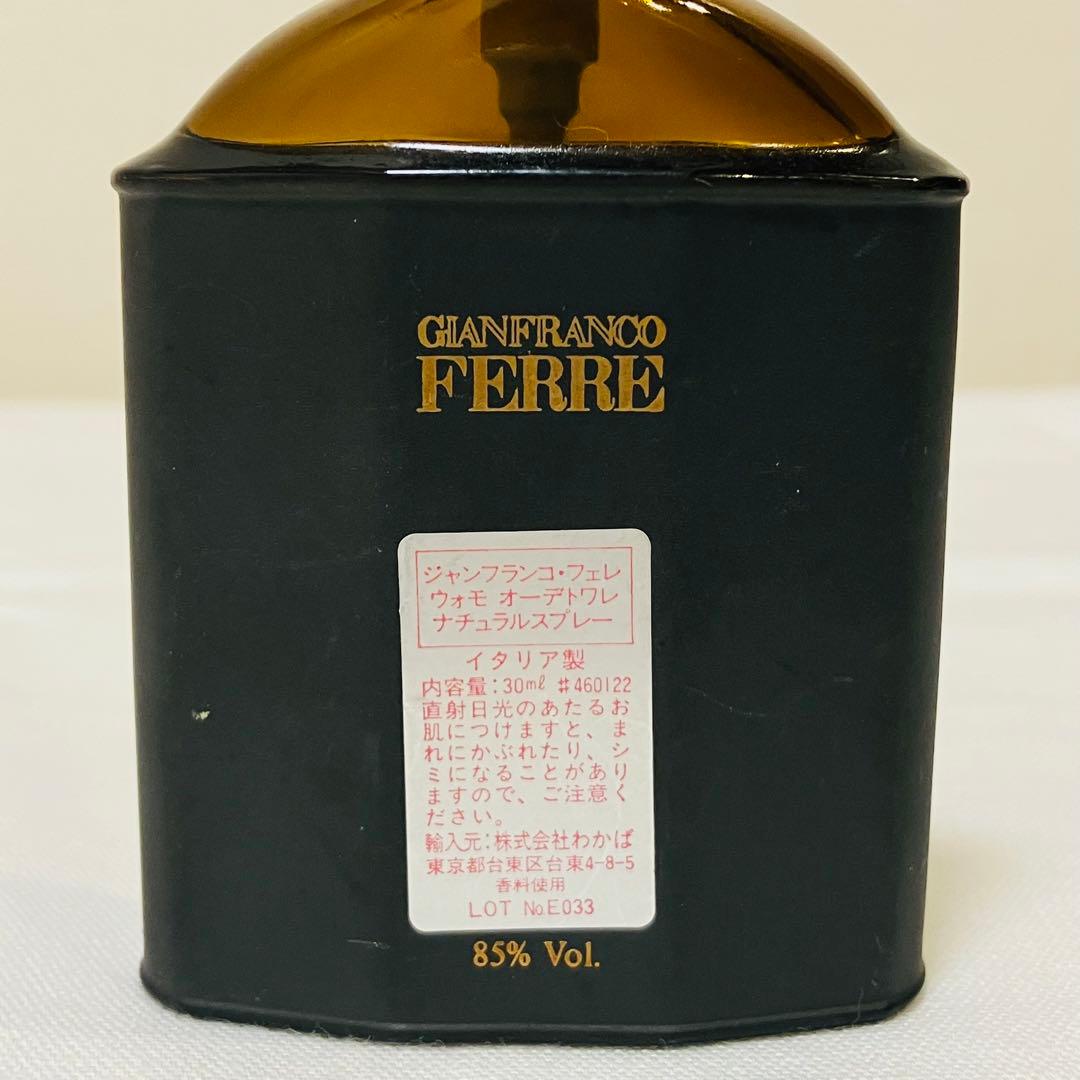 GIANFRANCO
FERRE
ジャンフランコ・フェレ
ウォモ オーデトワレ
ナチュラルスプレー
イタリア製
内容量:30ml #460122
直射日光のあたるお
肌につけますと、ま
れにかぶれたり、シ
ミになることがあり
ますので、ご注意く
ださい。
輸入元:株式会社わかば
東京都台東区台東4-8-5
香料使用
LOT No.E033
85% Vol.